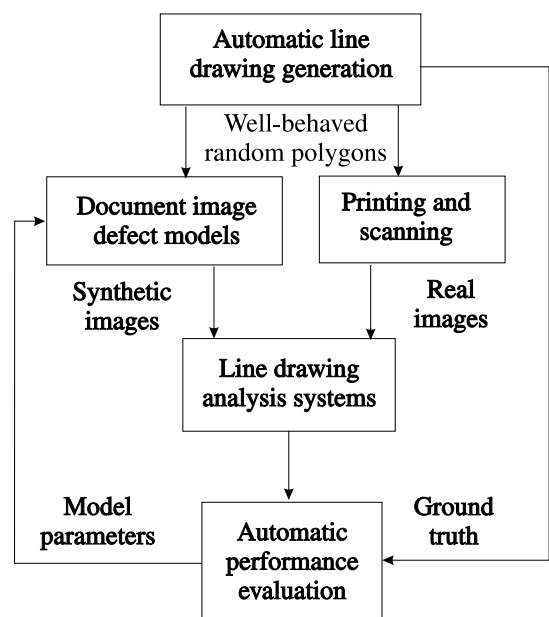 Automatic line
drawing generation
Well-behaved
random polygons
Document image
defect models
Printing and
scanning
Synthetic
images
Real
images
Line drawing
analysis systems
Model
parameters
Ground
truth
Automatic
performance
evaluation